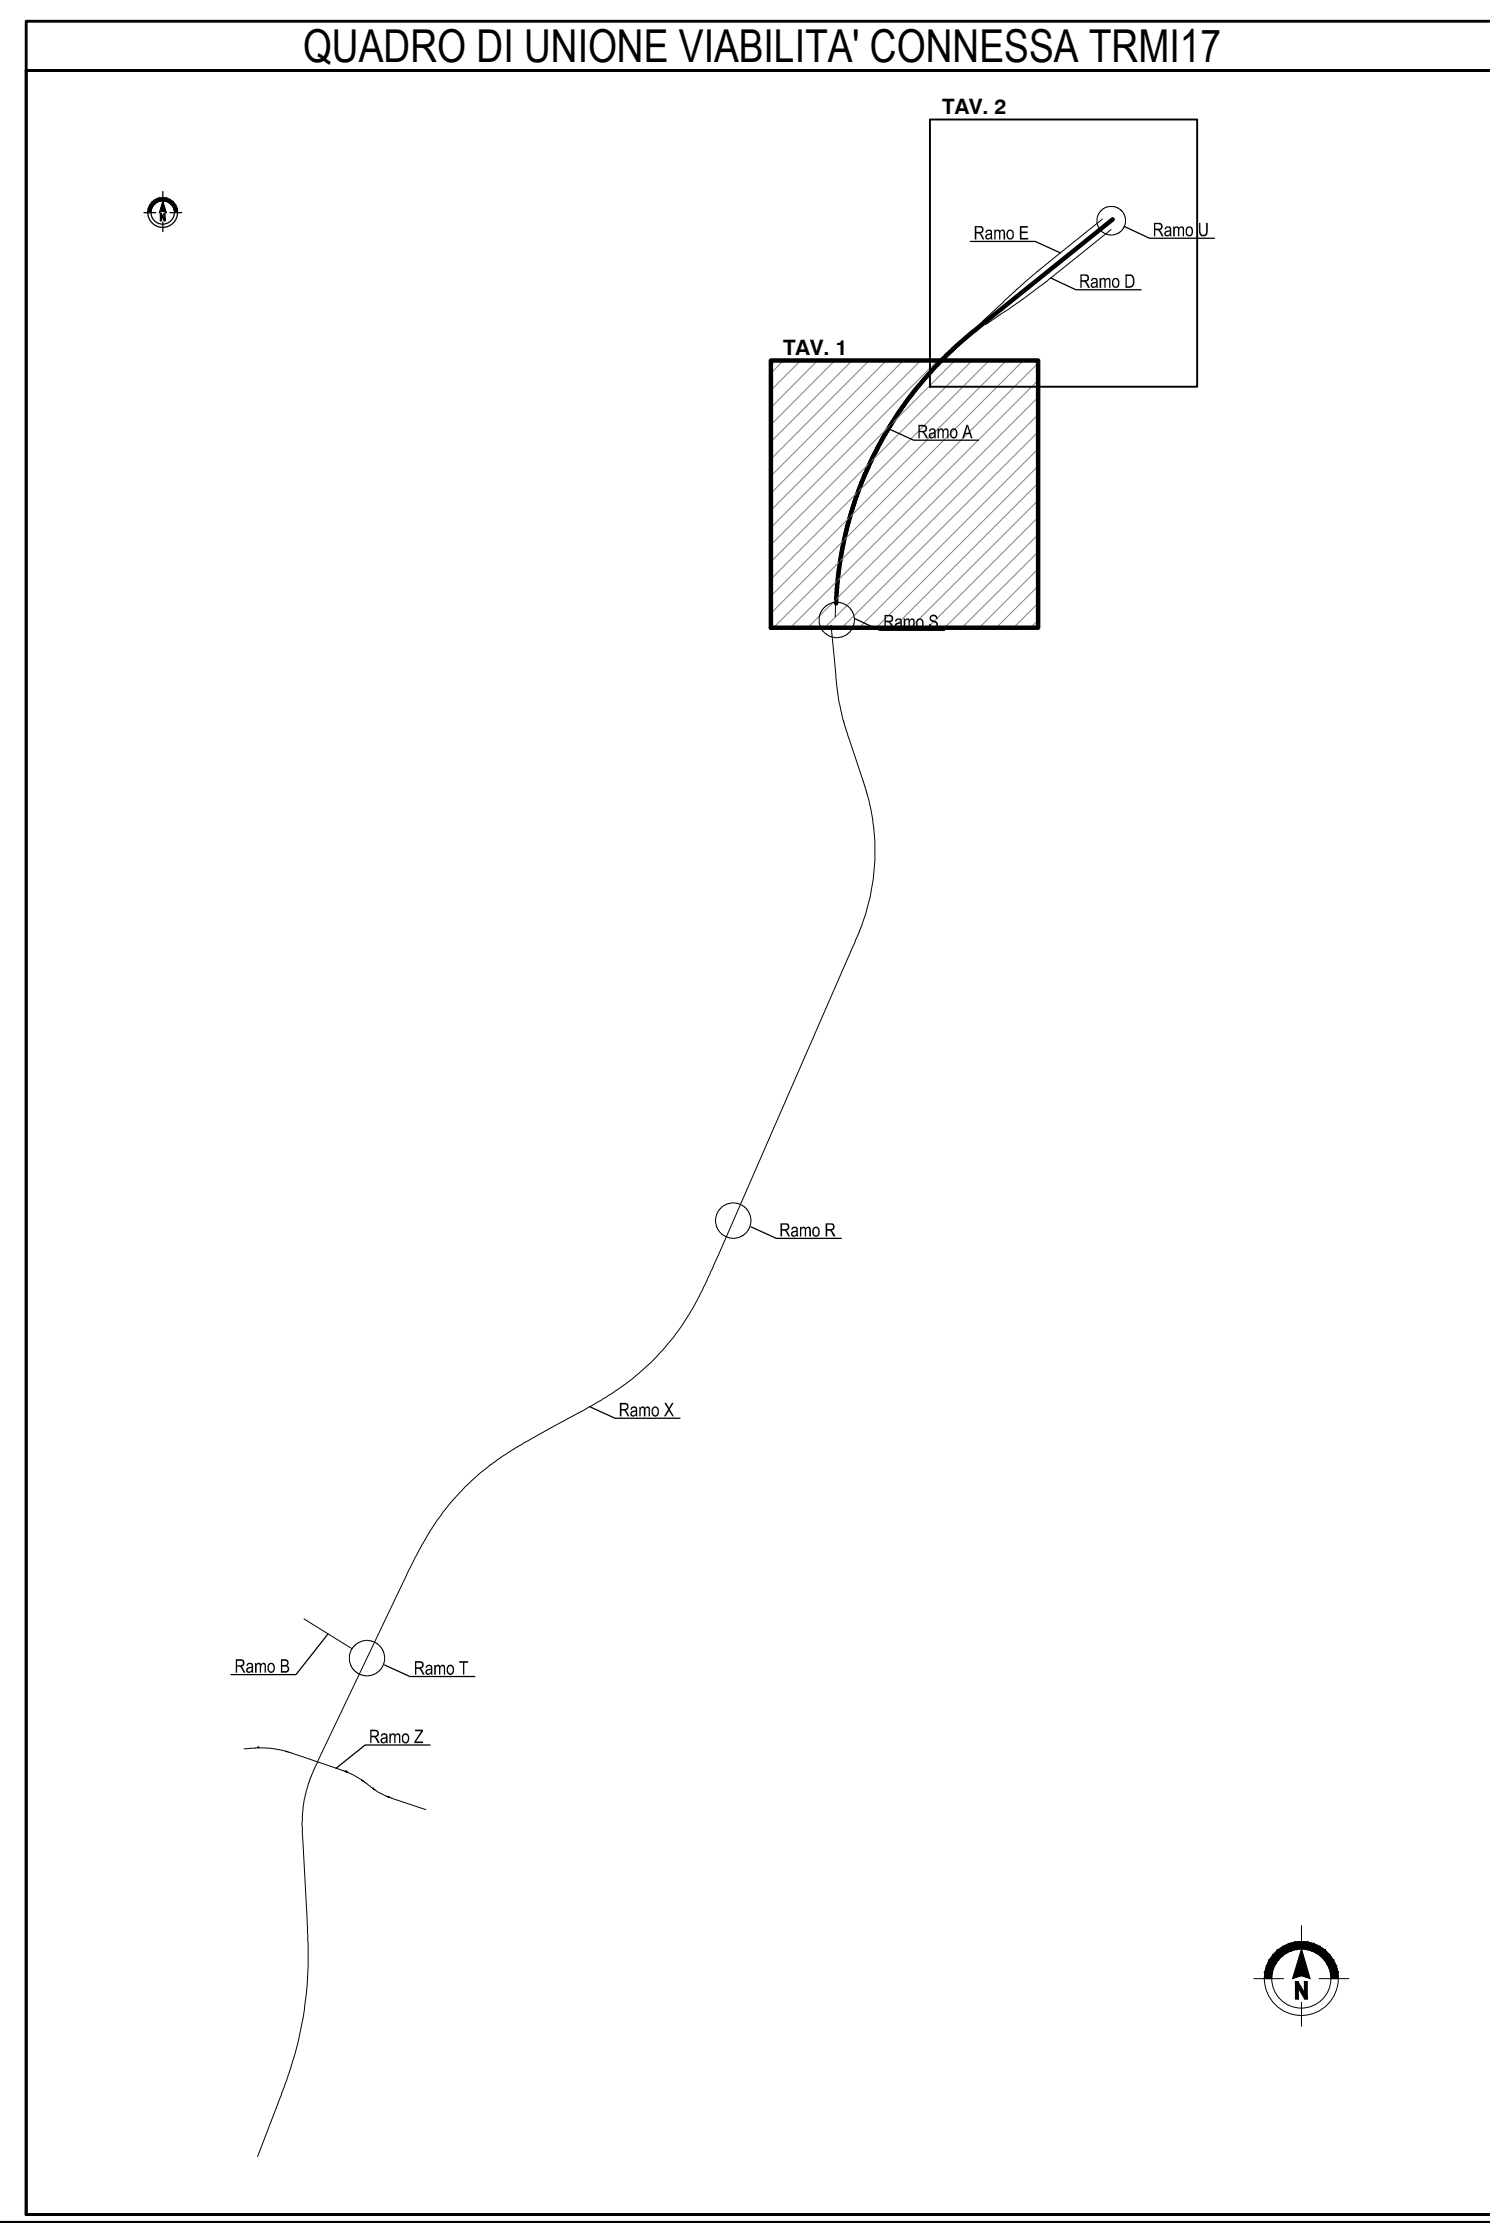 QUADRO DI UNIONE VIABILITA' CONNESSA TRMI17
TAV. 2
N
Ramo U
Ramo E
Ramo D
TAV. 1
Ramo A
Ramo S
Ramo R
Ramo X
Ramo B
Ramo T
Ramo Z
N